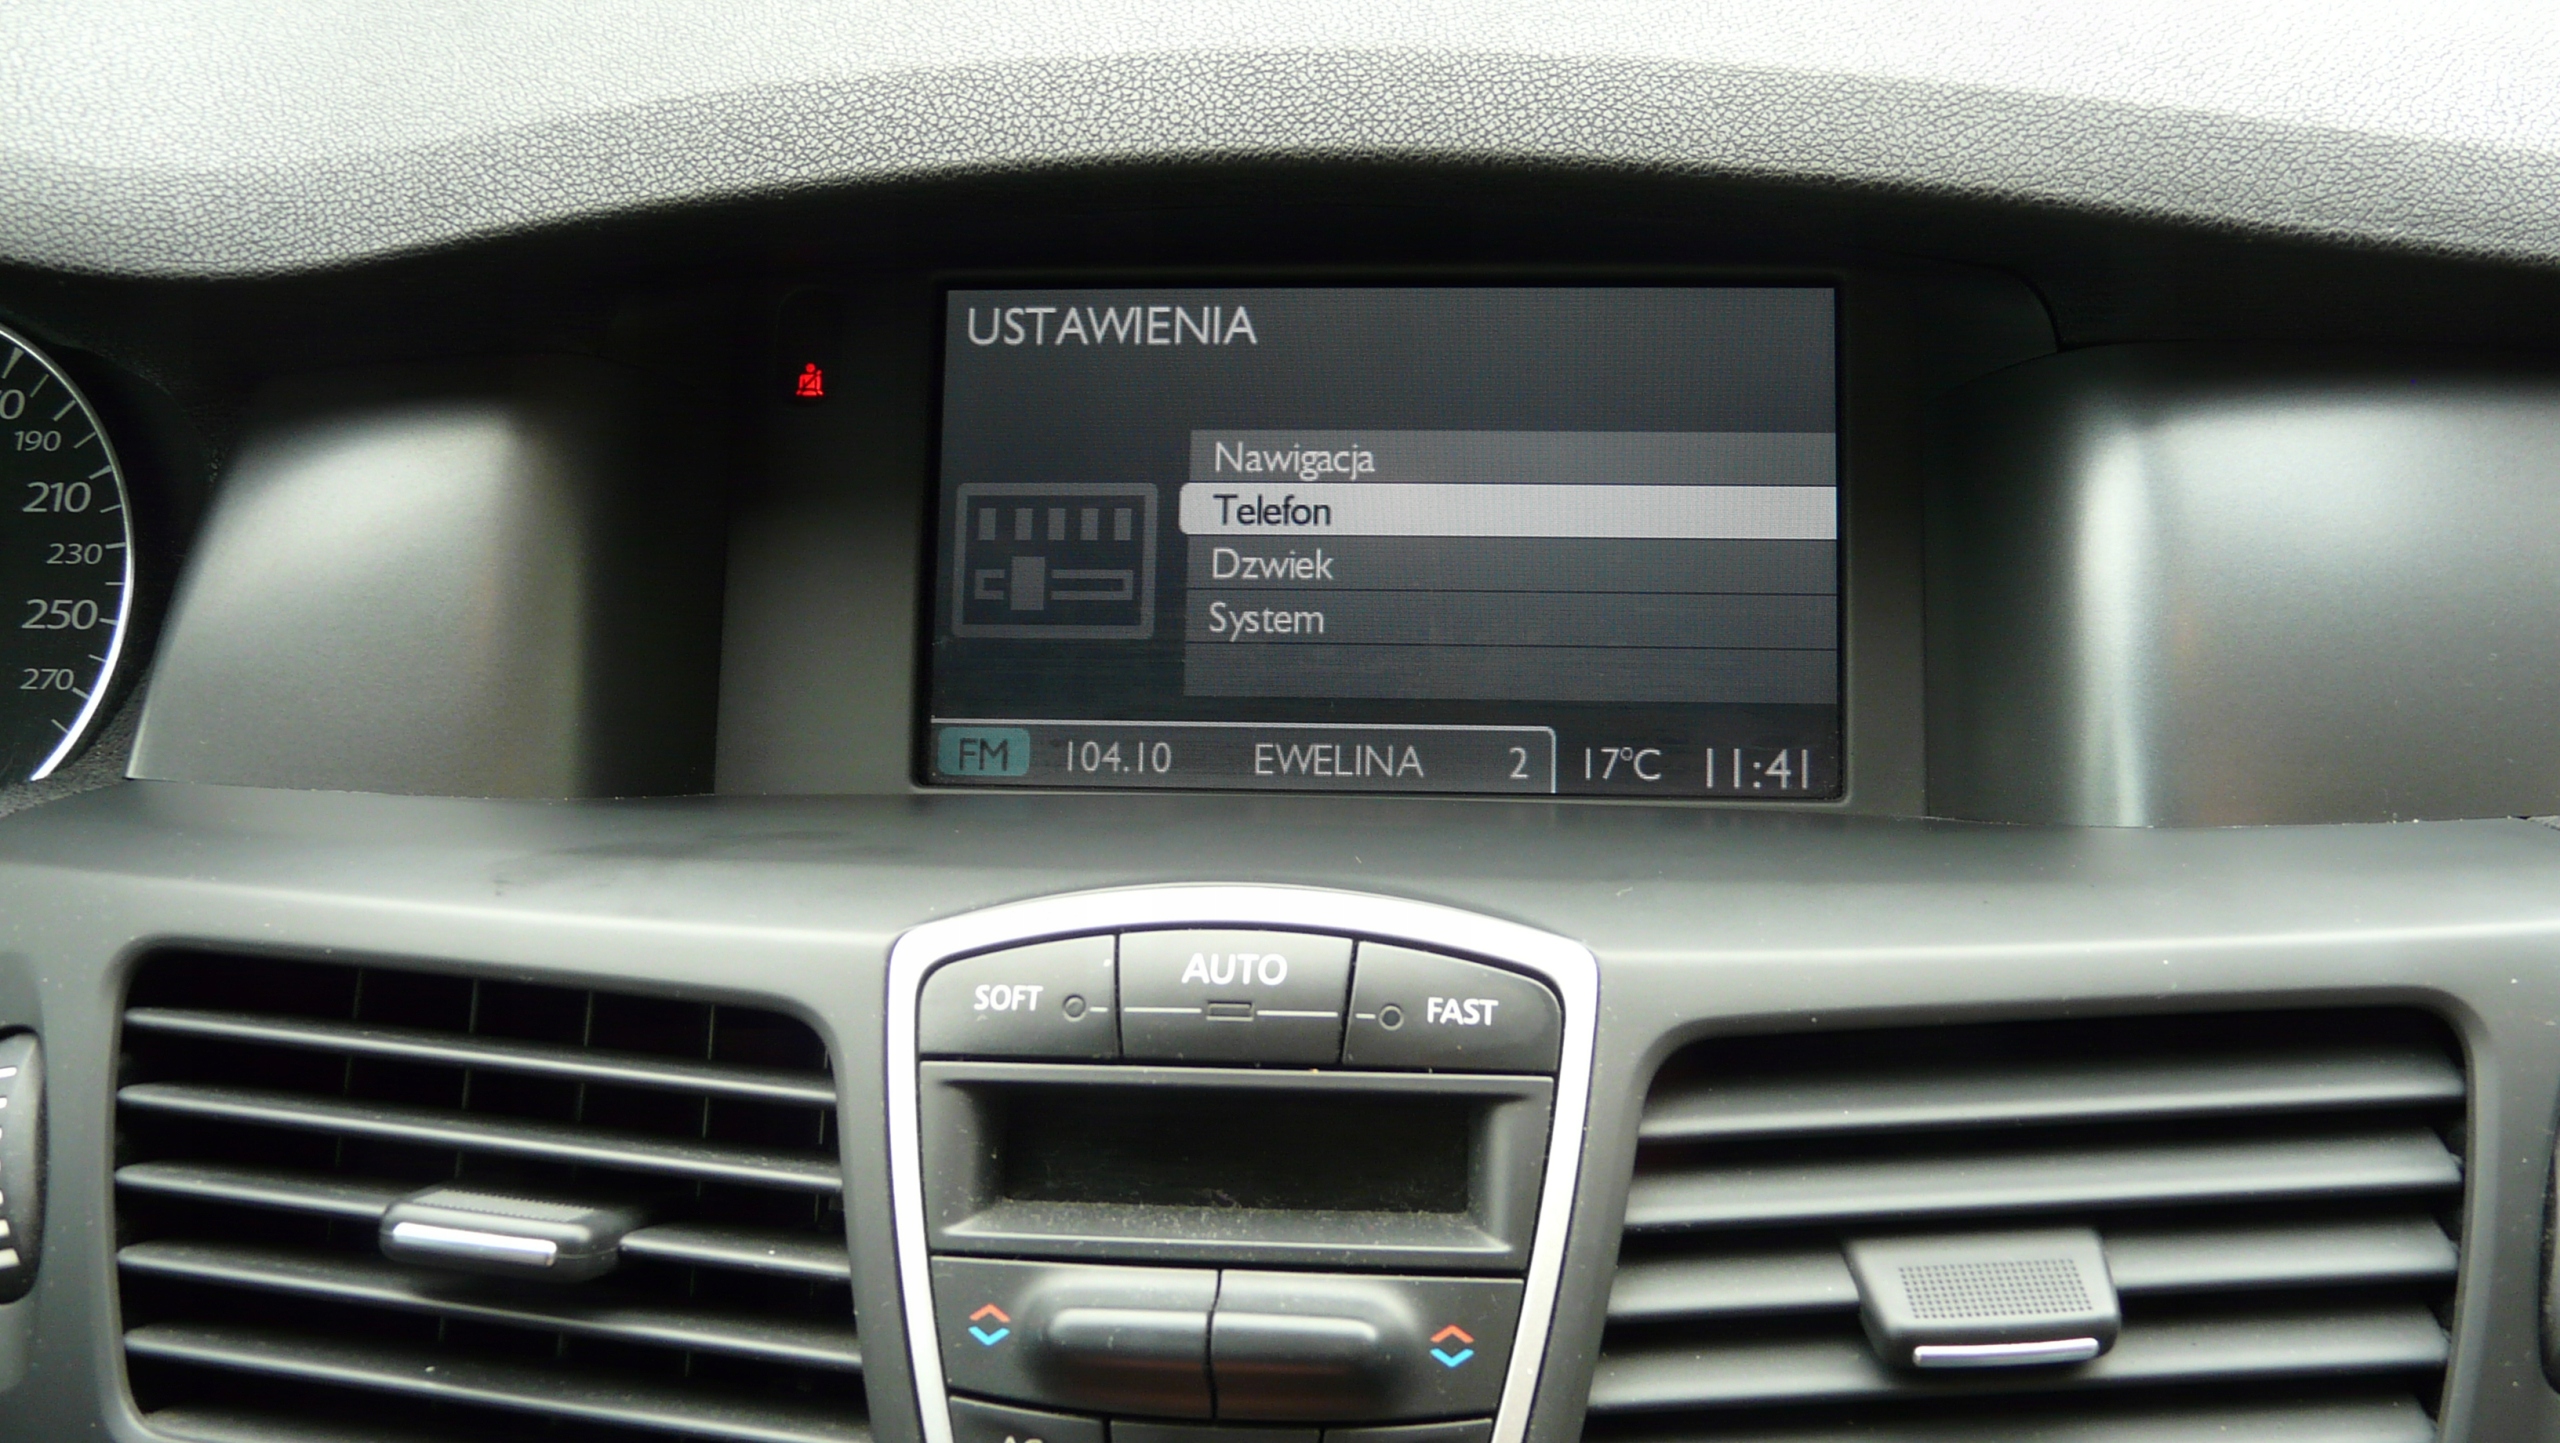 USTAWIENIA
Nawigacja
Telefon
Dzwiek
System
FM 104.10 EWELINA 2 17°C 11:41
190
210
230
250
270
SOFT AUTO FAST